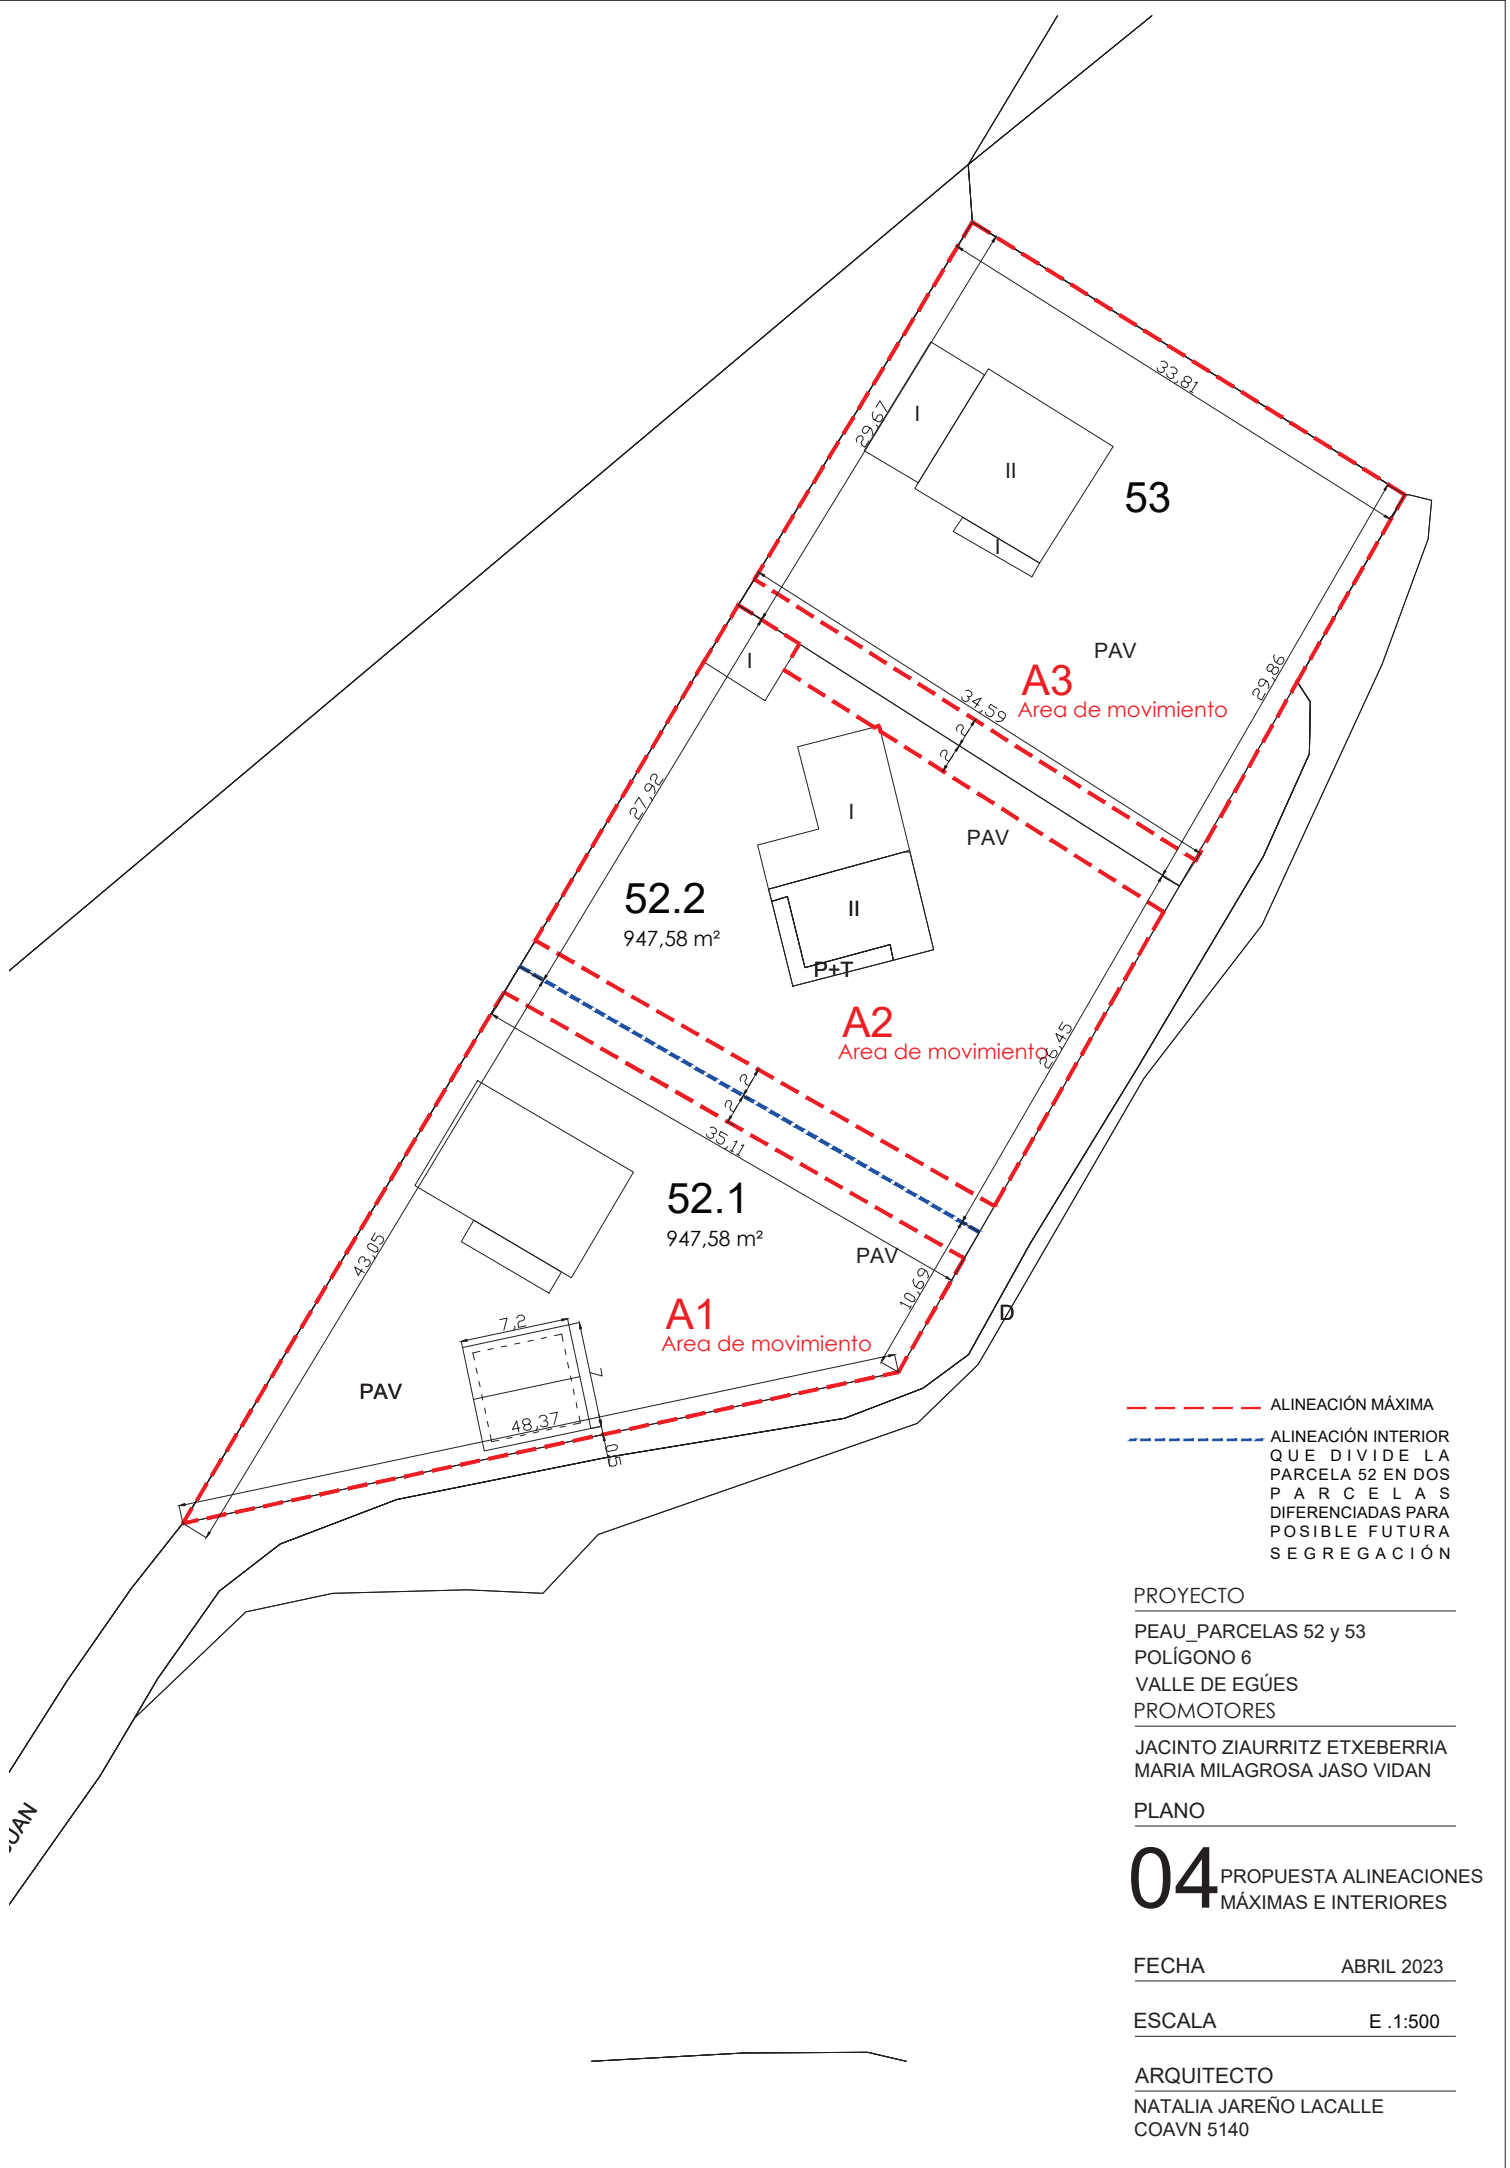 33,81
29,67
I
II
53
I
PAV
A3
Area de movimiento
29,86
34,59
2
2
I
27,92
I
PAV
52.2
947,58 m²
II
P+T
A2
Area de movimiento
26,45
2
2
35,11
52.1
947,58 m²
PAV
10,69
43,05
A1
Area de movimiento
D
7,2
7
PAV
48,37
0,5
ALINEACIÓN MÁXIMA
ALINEACIÓN INTERIOR
QUE DIVIDE LA
PARCELA 52 EN DOS
PARCELAS
DIFERENCIADAS PARA
POSIBLE FUTURA
SEGREGACIÓN
PROYECTO
PEAU_PARCELAS 52 y 53
POLÍGONO 6
VALLE DE EGÚES
PROMOTORES
JACINTO ZIAURRITZ ETXEBERRIA
MARIA MILAGROSA JASO VIDAN
PLANO
04 PROPUESTA ALINEACIONES
MÁXIMAS E INTERIORES
FECHA ABRIL 2023
ESCALA E .1:500
ARQUITECTO
NATALIA JAREÑO LACALLE
COAVN 5140